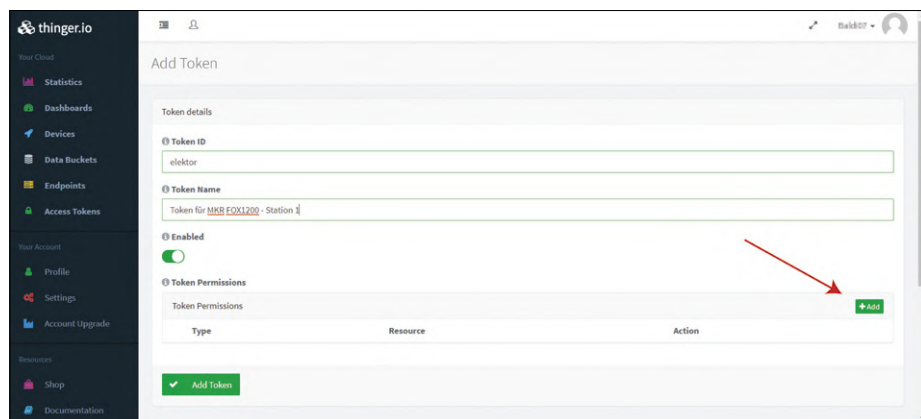 thinger.io
Baldi07
Your Cloud
Statistics
Dashboards
Devices
Data Buckets
Endpoints
Access Tokens
Your Account
Profile
Settings
Account Upgrade
Resources
Shop
Documentation
Add Token
Token details
Token ID
elektor
Token Name
Token für MKR FOX1200 - Station 1
Enabled
Token Permissions
Token Permissions
+Add
Type Resource Action
Add Token